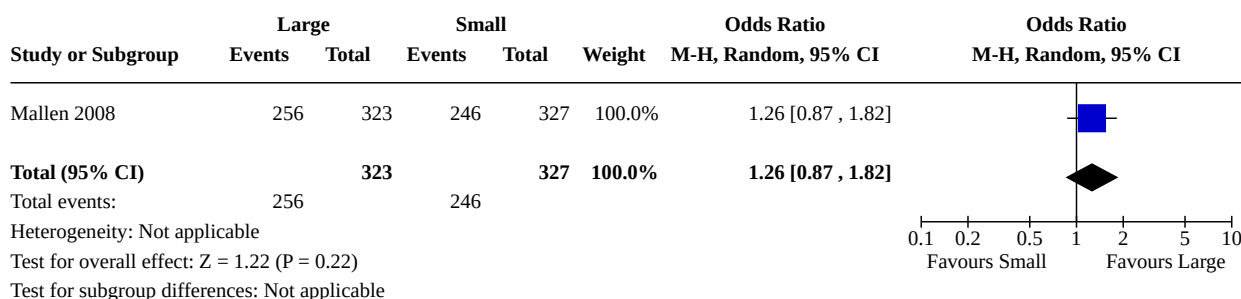 Large Small Odds Ratio Odds Ratio
Study or Subgroup Events Total Events Total Weight M-H, Random, 95% CI M-H, Random, 95% CI
Mallen 2008 256 323 246 327 100.0% 1.26 [0.87 , 1.82]
Total (95% CI) 323 327 100.0% 1.26 [0.87 , 1.82]
Total events: 256 246
Heterogeneity: Not applicable 0.1 0.2 0.5 1 2 5 10
Test for overall effect: Z = 1.22 (P = 0.22) Favours Small Favours Large
Test for subgroup differences: Not applicable